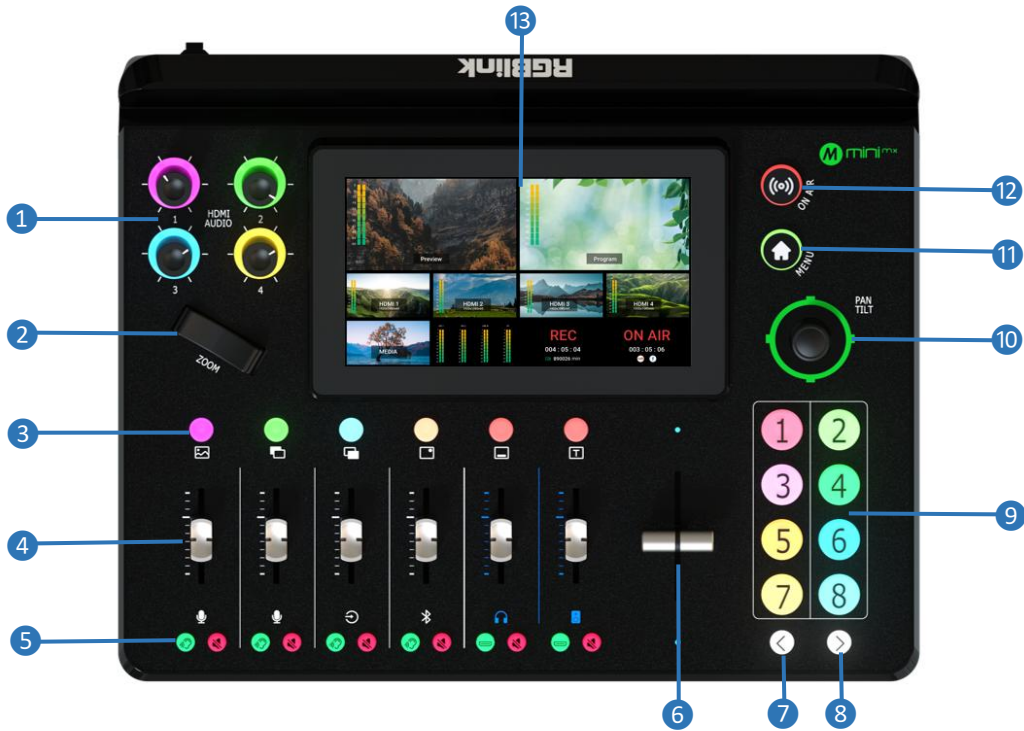 13
RGBlink
M mini mx
1
2
HDMI
AUDIO
1
3
4
ON AIR
12
MENU
11
Preview
Program
HDMI 1
HDMI 2
HDMI 3
HDMI 4
MEDIA
REC
004 : 05 : 04
ON AIR
003 : 05 : 06
2
ZOOM
PAN
TILT
10
3
T
1
2
3
4
9
4
5
6
7
8
5
6
7
8